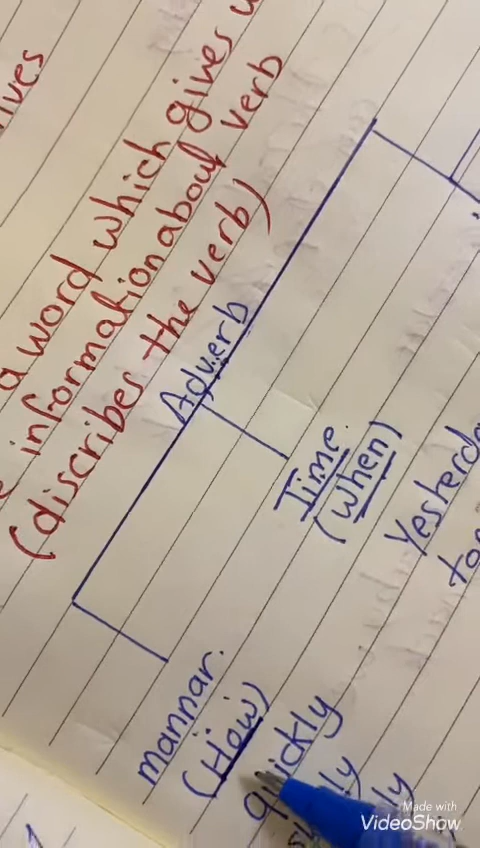 a word which gives
information about verb
(discribes the verb)
Adverb
Time
(when)
Yesterd
to
mannar.
(How)
quickly
Made with
VideoShow